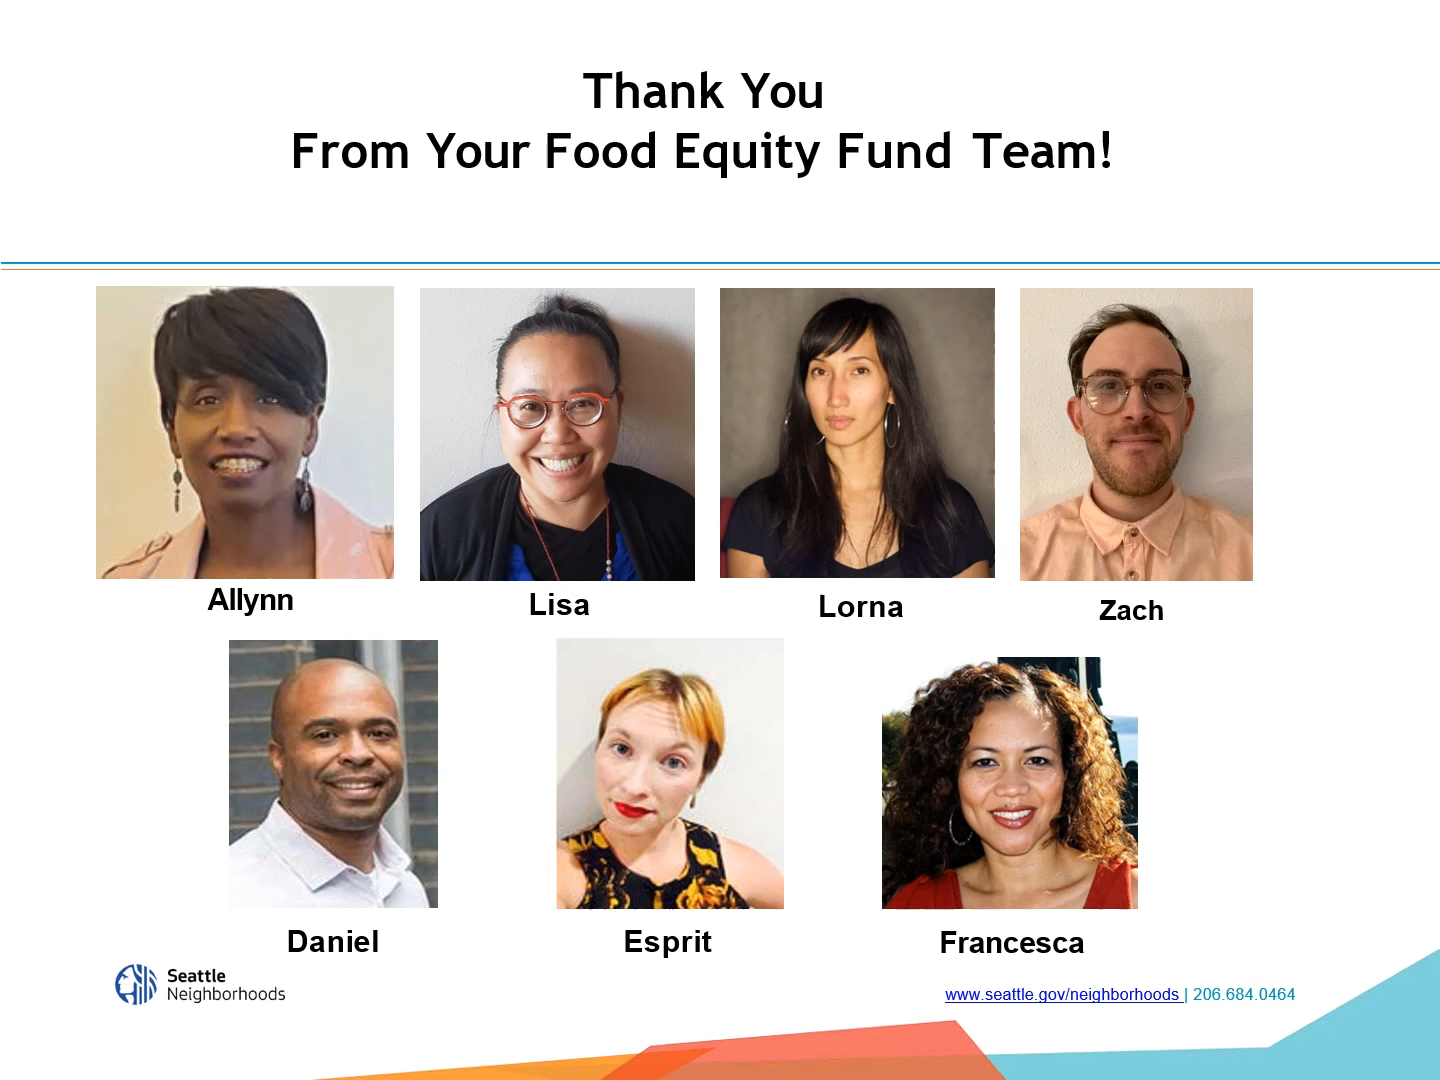 Thank You
From Your Food Equity Fund Team!
Allynn
Lisa
Lorna
Zach
Daniel
Esprit
Francesca
Seattle
Neighborhoods
www.seattle.gov/neighborhoods | 206.684.0464